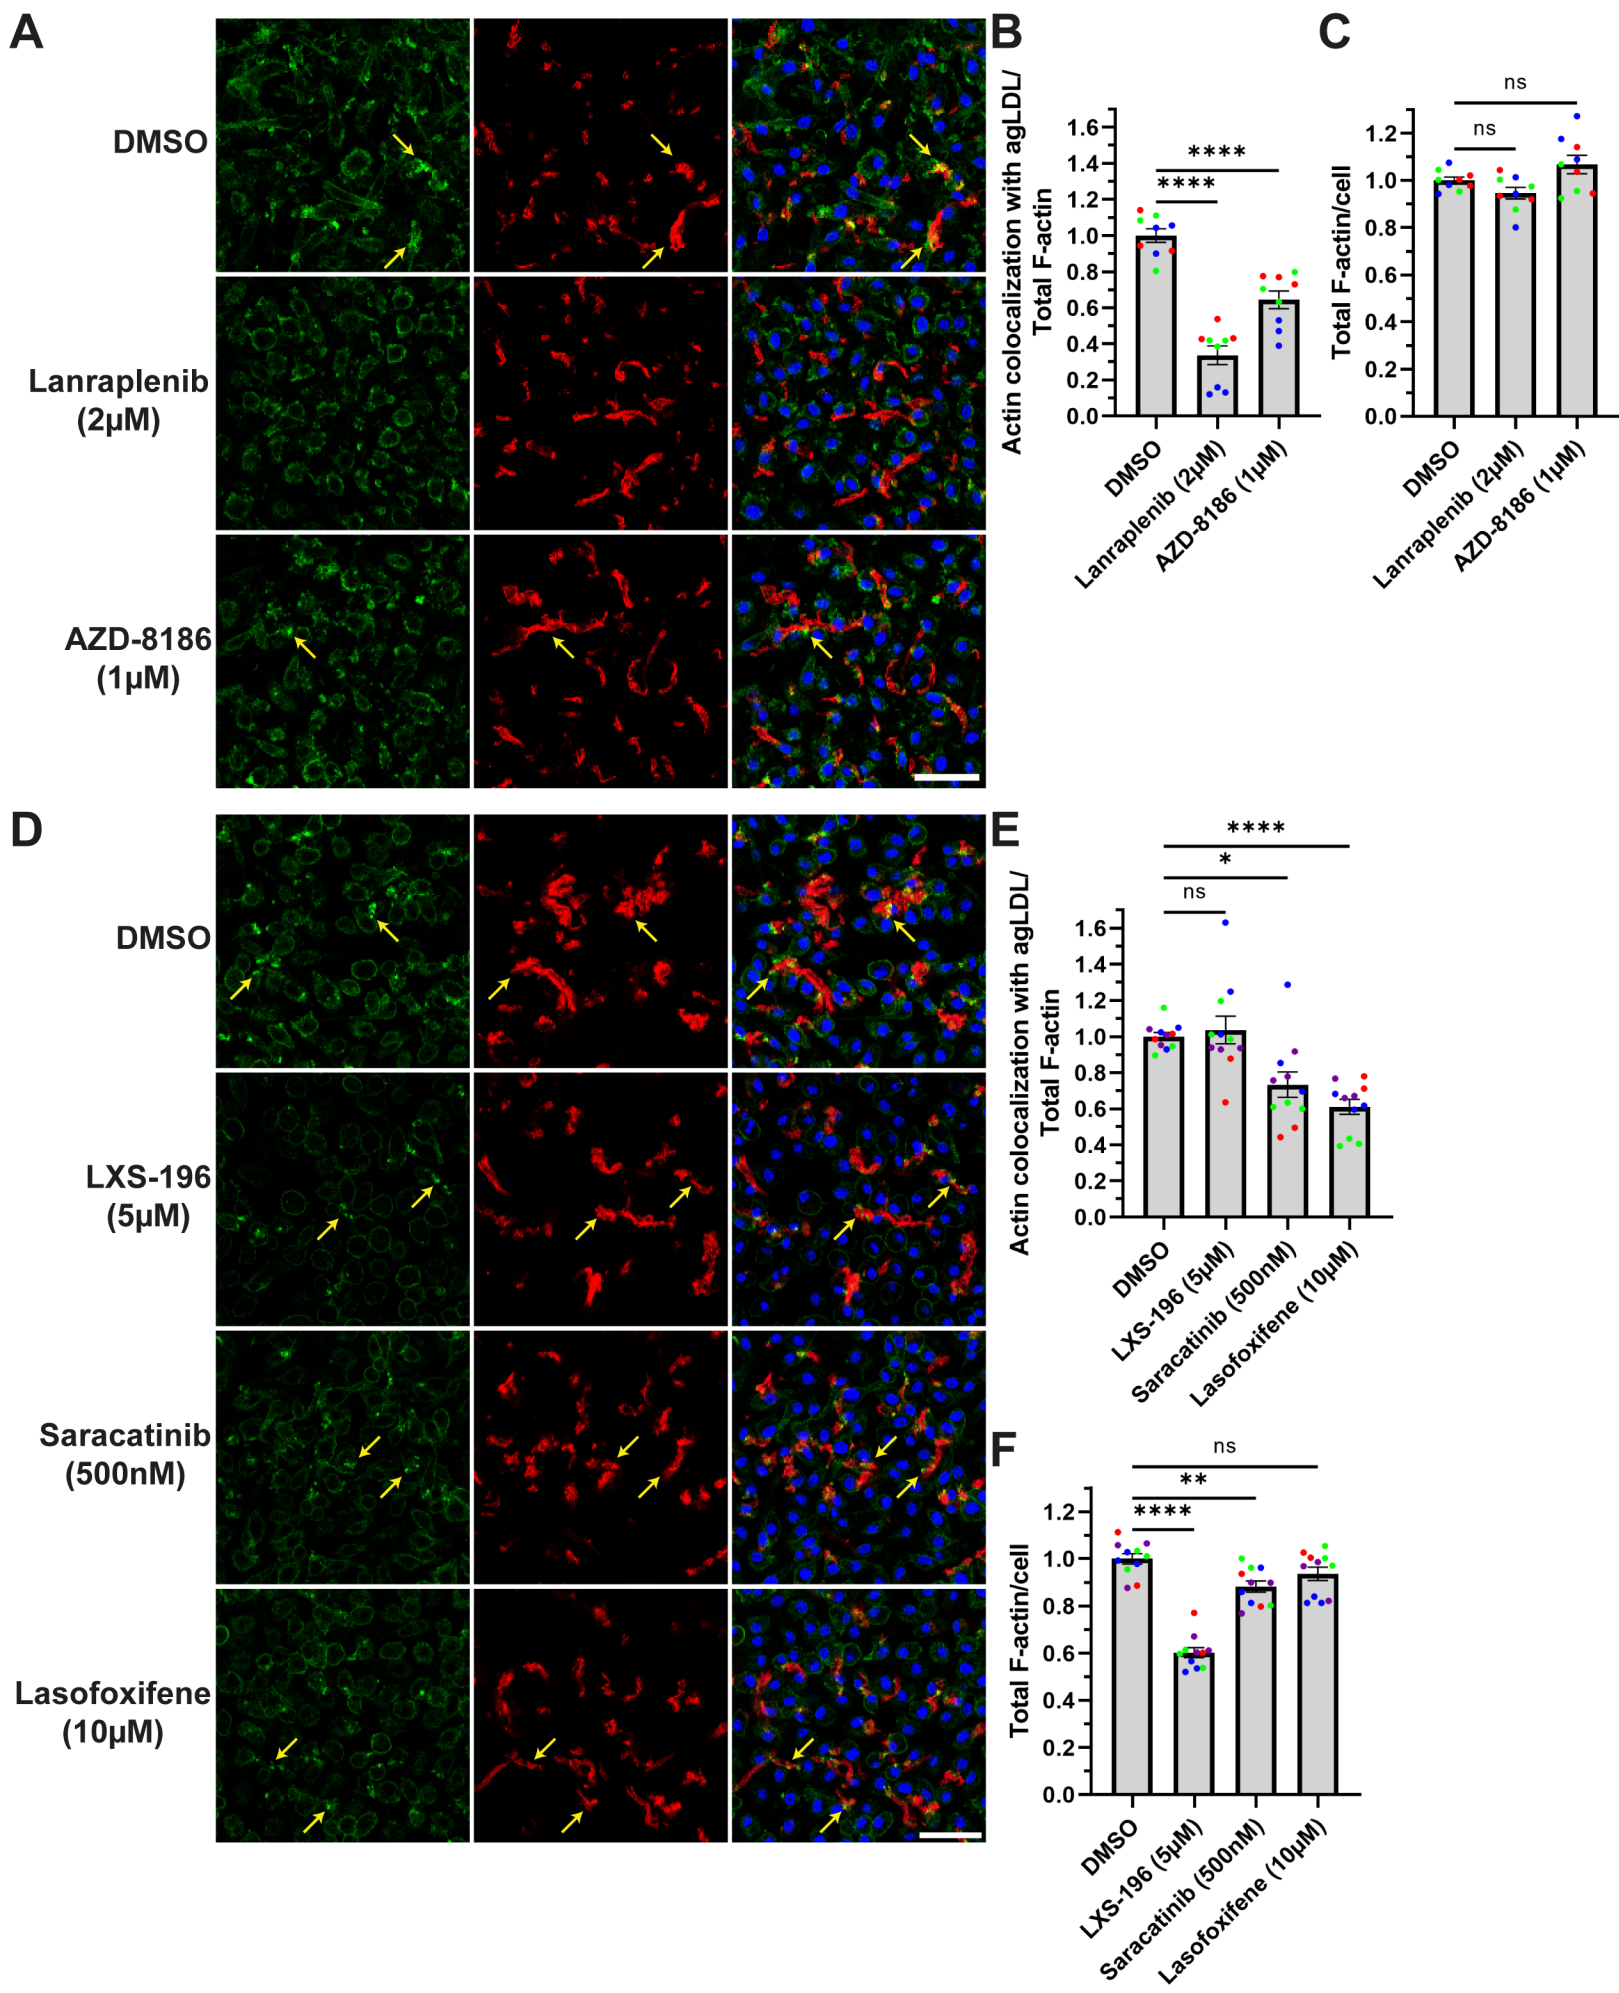 A
DMSO
Lanraplenib
(2µM)
AZD-8186
(1µM)
B
Actin colocalization with agLDL/
Total F-actin
1.6
1.4
1.2
1.0
0.8
0.6
0.4
0.2
0.0
****
****
DMSO
Lanraplenib (2µM)
AZD-8186 (1µM)
C
Total F-actin/cell
1.2
1.0
0.8
0.6
0.4
0.2
0.0
ns
ns
DMSO
Lanraplenib (2µM)
AZD-8186 (1µM)
D
DMSO
LXS-196
(5µM)
Saracatinib
(500nM)
Lasofoxifene
(10µM)
E
Actin colocalization with agLDL/
Total F-actin
1.6
1.4
1.2
1.0
0.8
0.6
0.4
0.2
0.0
****
*
ns
DMSO
LXS-196 (5µM)
Saracatinib (500nM)
Lasofoxifene (10µM)
F
Total F-actin/cell
1.2
1.0
0.8
0.6
0.4
0.2
0.0
ns
**
****
DMSO
LXS-196 (5µM)
Saracatinib (500nM)
Lasofoxifene (10µM)